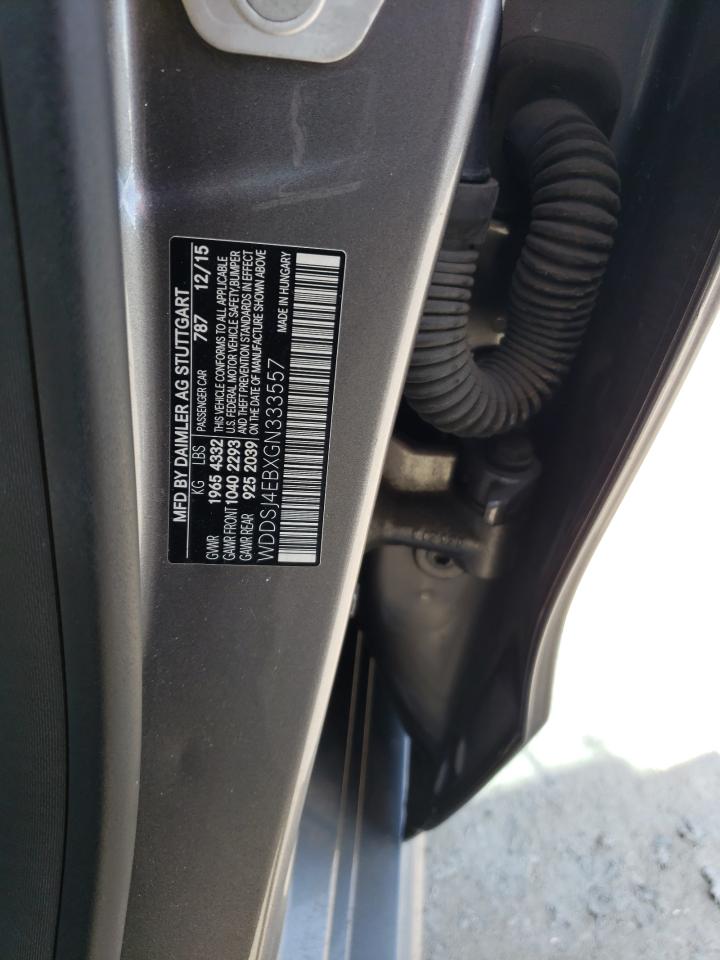 MFD BY DAIMLER AG STUTTGART
KG LBS PASSENGER CAR 787 12/15
GVWR 1965 4332 THIS VEHICLE CONFORMS TO ALL APPLICABLE
GAWR FRONT 1040 2293 U.S. FEDERAL MOTOR VEHICLE SAFETY,BUMPER
AND THEFT PREVENTION STANDARDS IN EFFECT
GAWR REAR 925 2039 ON THE DATE OF MANUFACTURE SHOWN ABOVE
WDDSJ4EBXGN333557 MADE IN HUNGARY